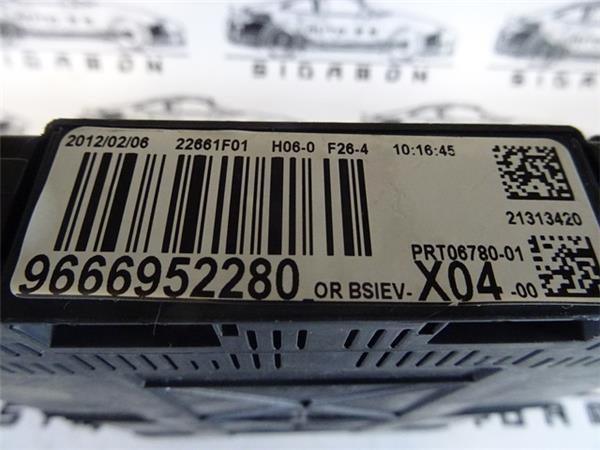 AUTO
SIGABON
SIGABON
2012/02/06 22661F01 H06-0 F26-4 10:16:45
21313420
PRT06780-01
9666952280 OR BSIEV- X04 -00